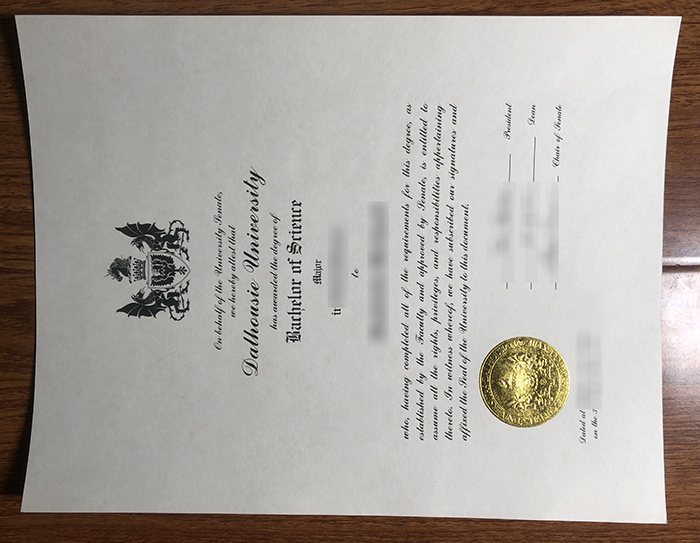 On behalf of the University Senate,
we hereby attest that
Dalhousie University
has awarded the degree of
Bachelor of Science
Major
in
to
who, having completed all of the requirements for this degree, as
established by the Faculty and approved by Senate, is entitled to
assume all the rights, privileges, and responsibilities appertaining
thereto. In witness whereof, we have subscribed our signatures and
affixed the Seal of the University to this document.
President
Dean
Chair of Senate
Dated at
on the 3